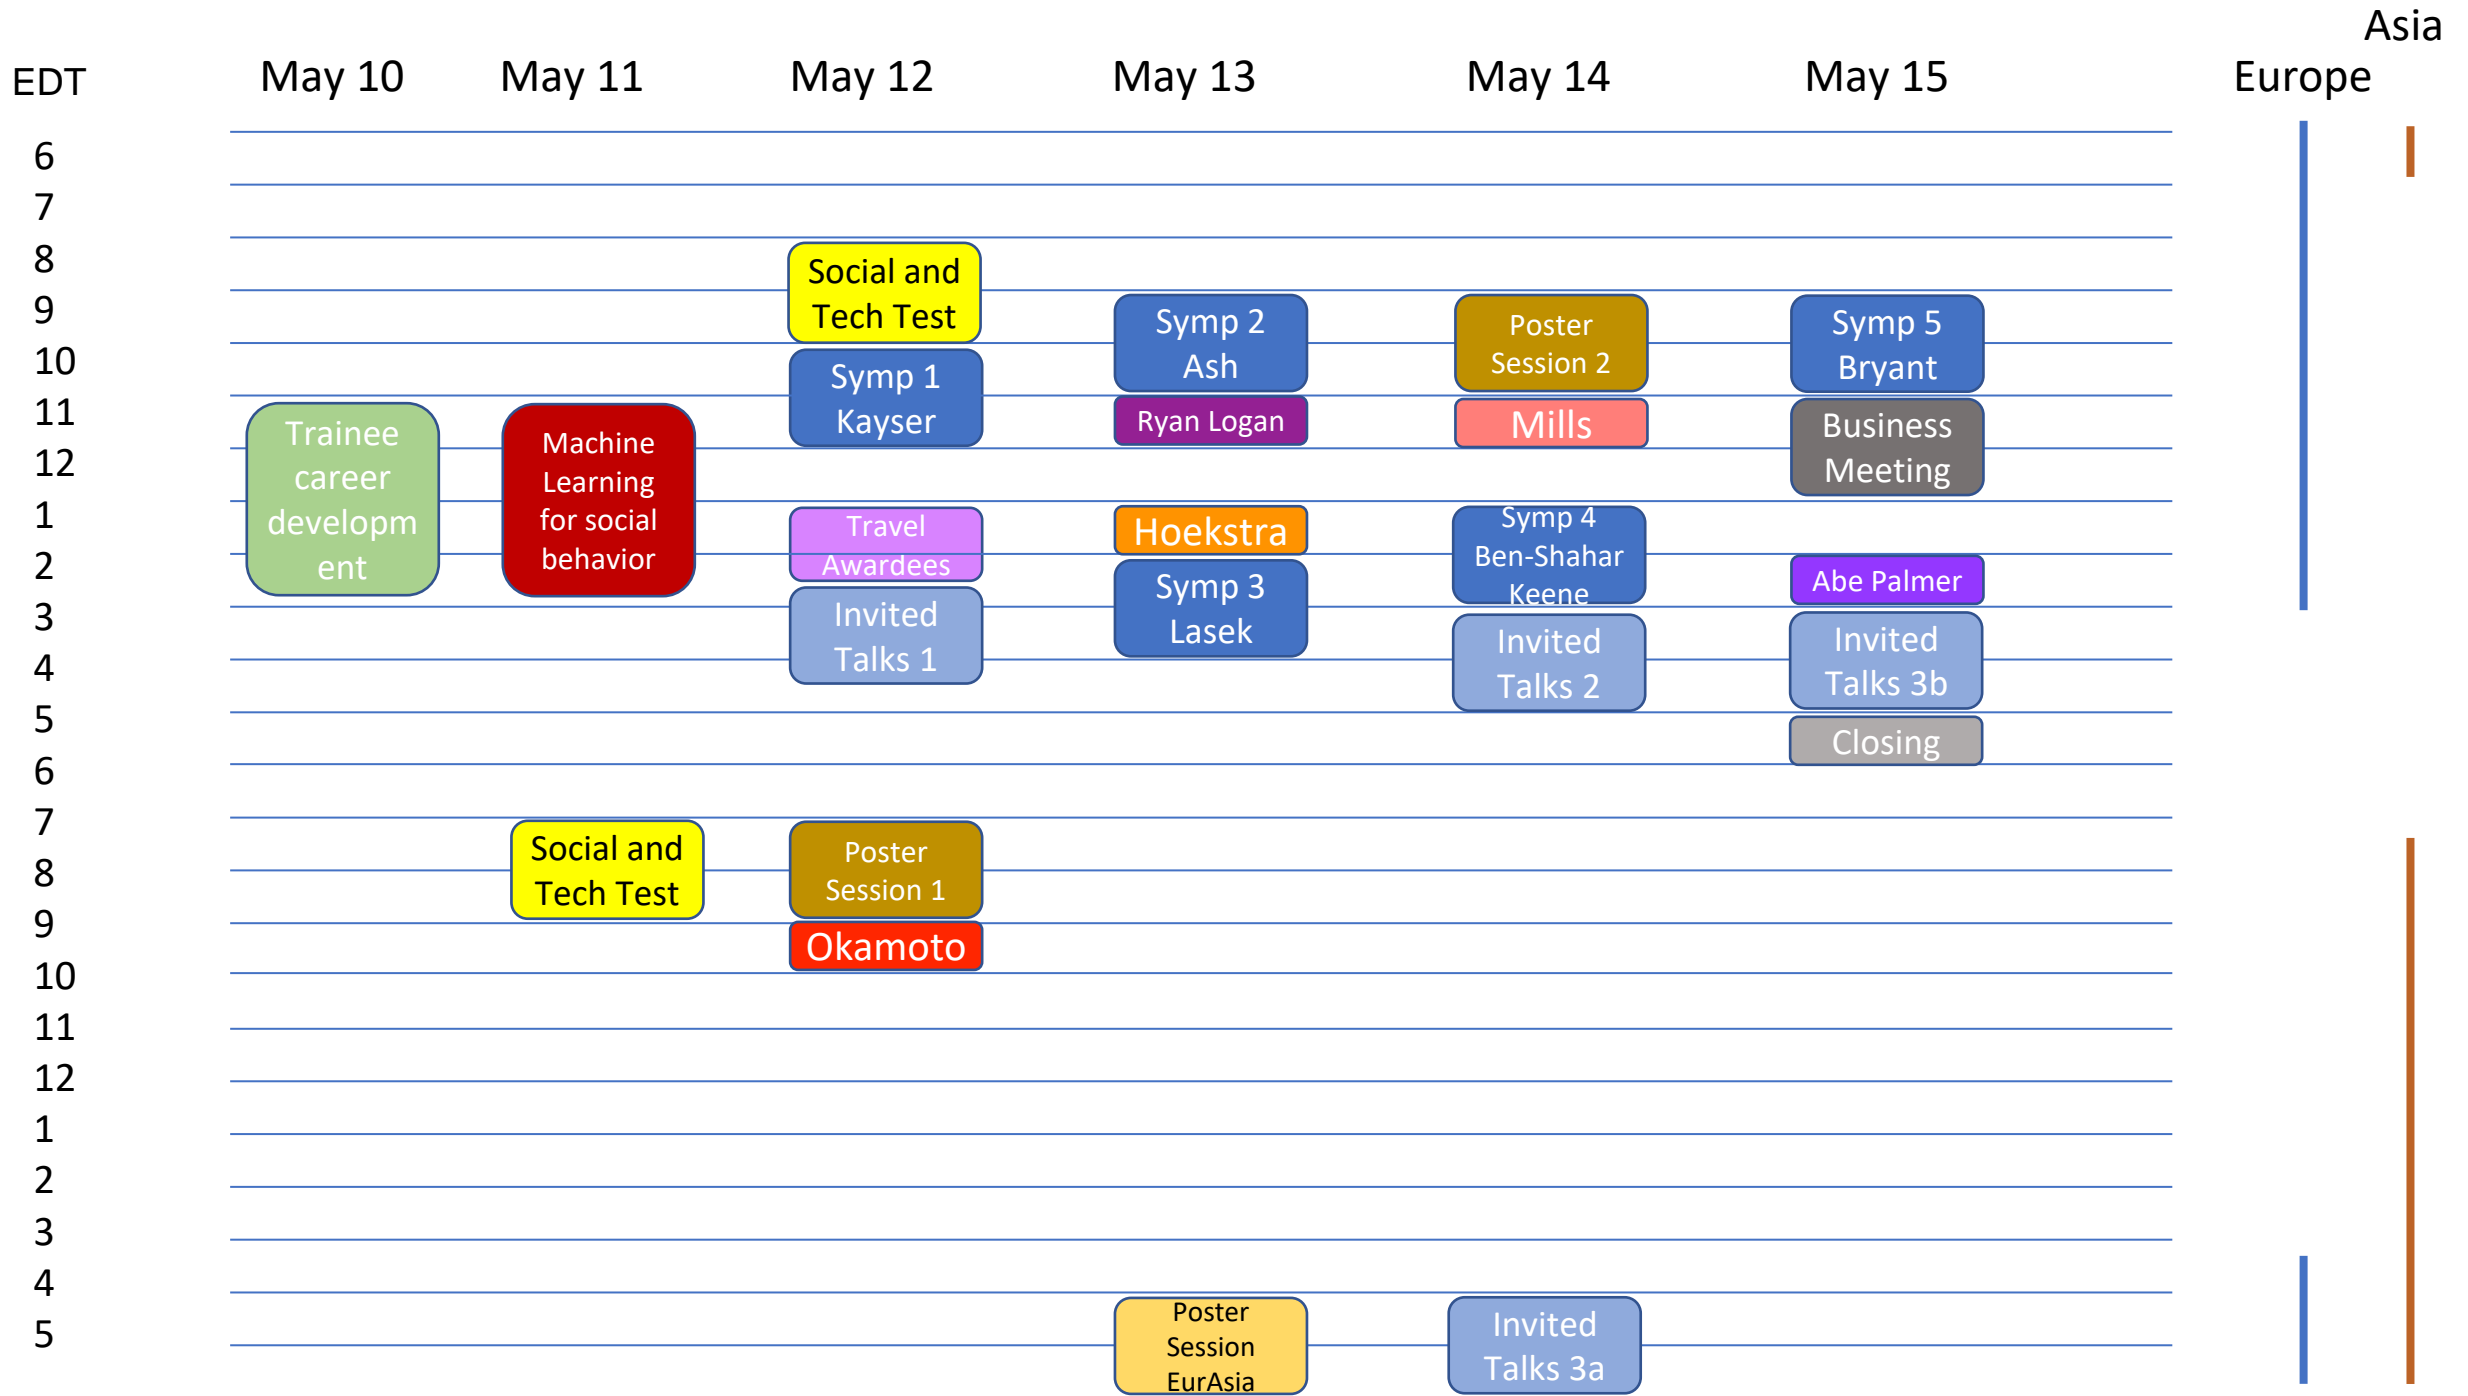 Asia
EDT May 10 May 11 May 12 May 13 May 14 May 15 Europe
6
7
8
Social and
Tech Test
9
Symp 2
Ash
Poster
Session 2
Symp 5
Bryant
10
Symp 1
Kayser
11
Trainee
career
developm
ent
Machine
Learning
for social
behavior
Ryan Logan
Mills
Business
Meeting
12
1
Travel
Awardees
Hoekstra
Symp 4
Ben-Shahar
Keene
2
Symp 3
Lasek
Abe Palmer
3
Invited
Talks 1
Invited
Talks 2
Invited
Talks 3b
4
5
Closing
6
7
Social and
Tech Test
Poster
Session 1
8
9
Okamoto
10
11
12
1
2
3
4
Poster
Session
EurAsia
Invited
Talks 3a
5